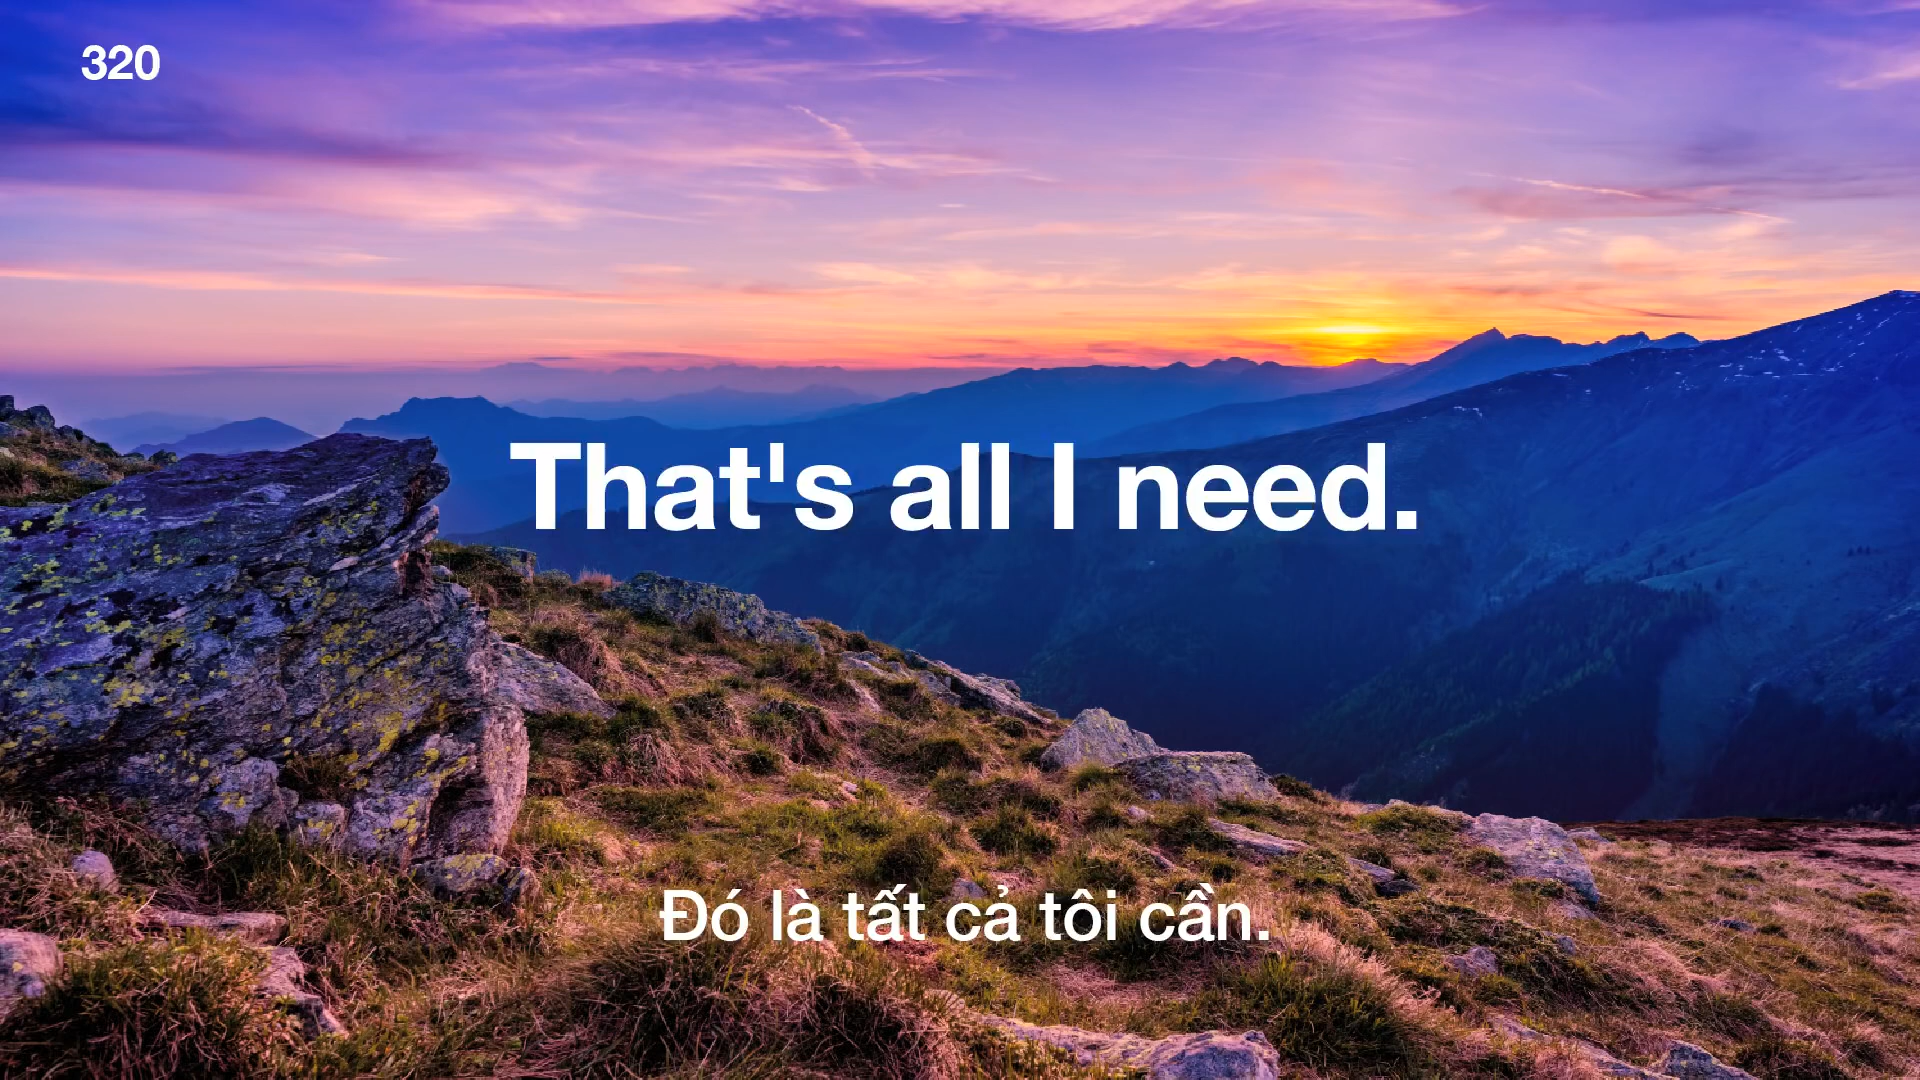 320
That's all I need.
Đó là tất cả tôi cần.